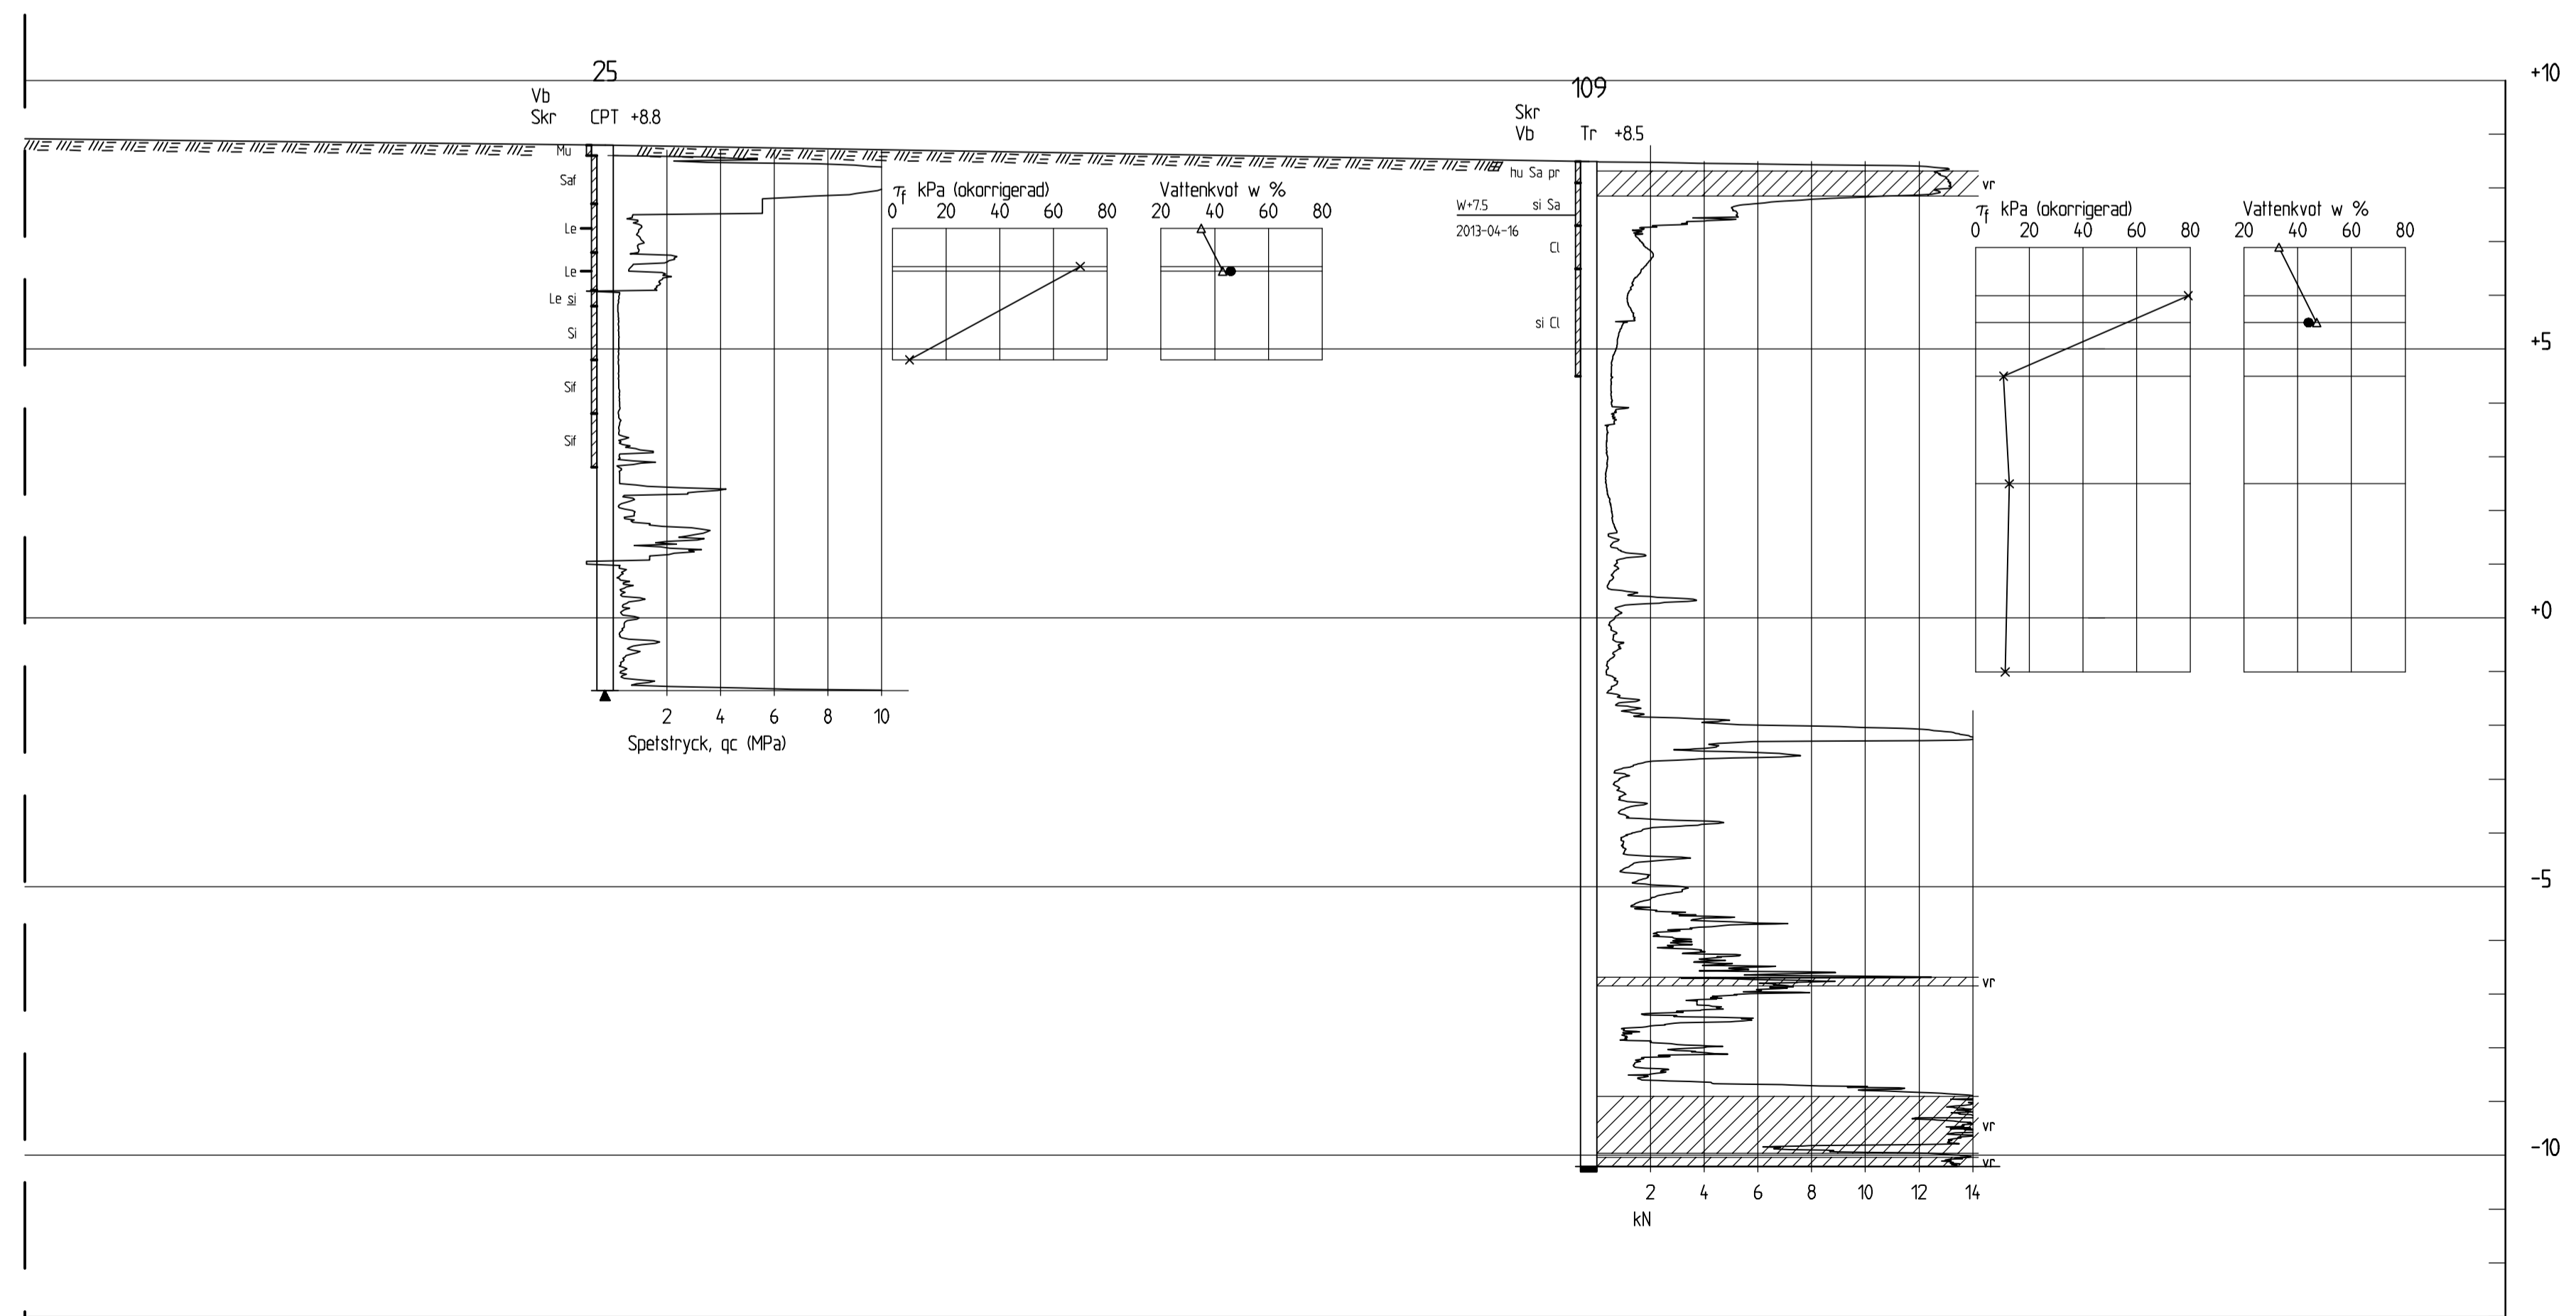 +10
25
109
Vb
Skr CPT +8.8
Skr
Vb Tr +8.5
Mu
Saf
Le
Le
Le si
Si
Sif
Sif
τf kPa (okorrigerad)
0 20 40 60 80
Vattenkvot w %
20 40 60 80
hu Sa pr
W+7.5 si Sa
2013-04-16
Cl
si Cl
vr
τf kPa (okorrigerad)
0 20 40 60 80
Vattenkvot w %
20 40 60 80
+5
+0
2 4 6 8 10
Spetstryck, qc (MPa)
-5
vr
vr
-10
vr
2 4 6 8 10 12 14
kN